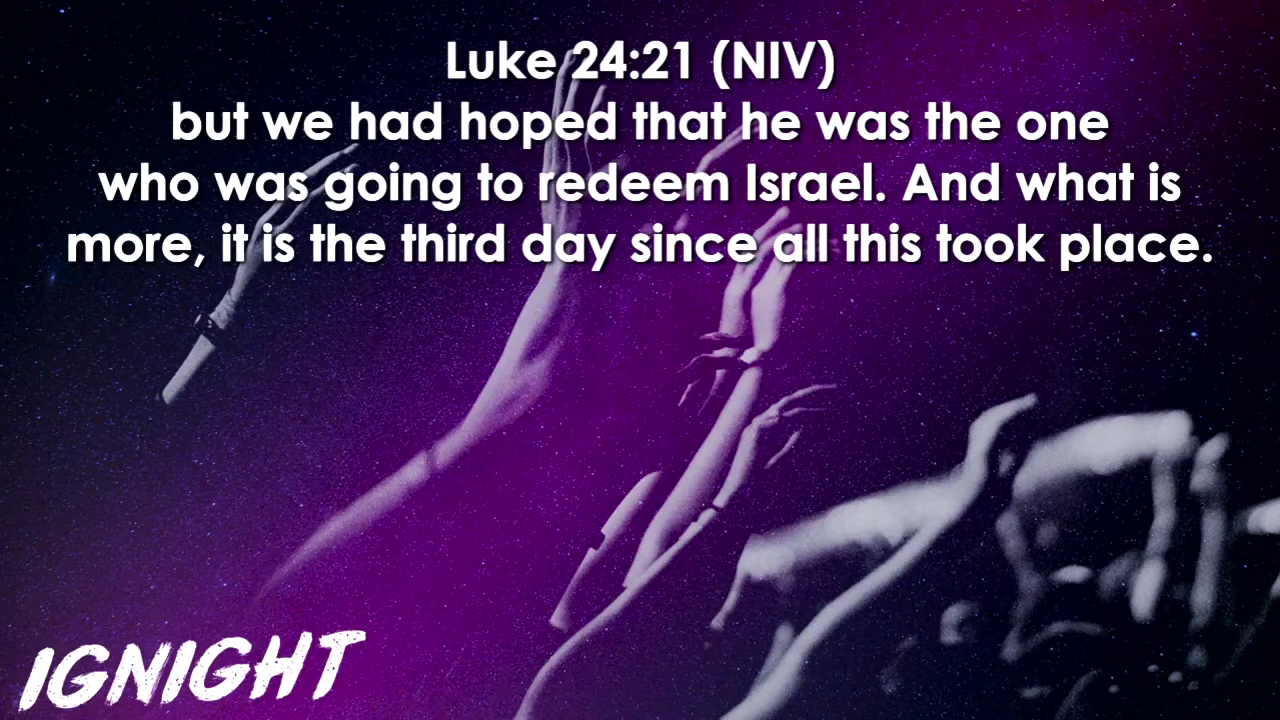 Luke 24:21 (NIV)
but we had hoped that he was the one
who was going to redeem Israel. And what is
more, it is the third day since all this took place.
IGNIGHT